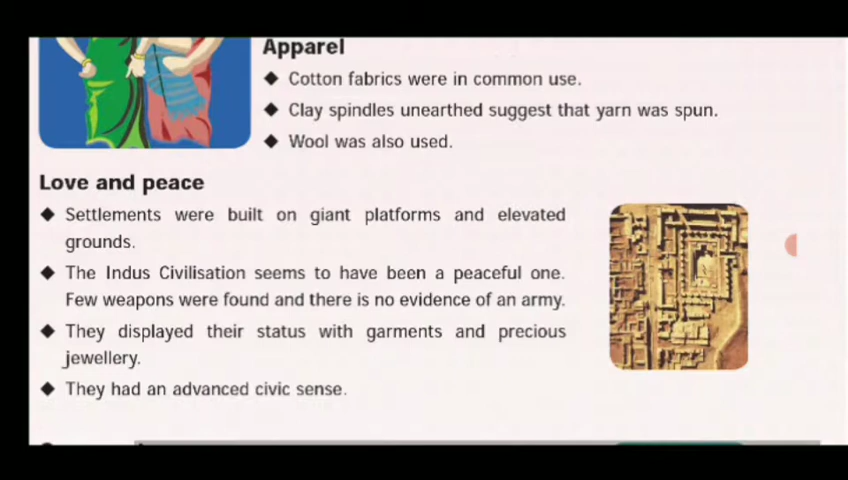 Apparel
◆ Cotton fabrics were in common use.
◆ Clay spindles unearthed suggest that yarn was spun.
◆ Wool was also used.
Love and peace
◆ Settlements were built on giant platforms and elevated
grounds.
◆ The Indus Civilisation seems to have been a peaceful one.
Few weapons were found and there is no evidence of an army.
◆ They displayed their status with garments and precious
jewellery.
◆ They had an advanced civic sense.